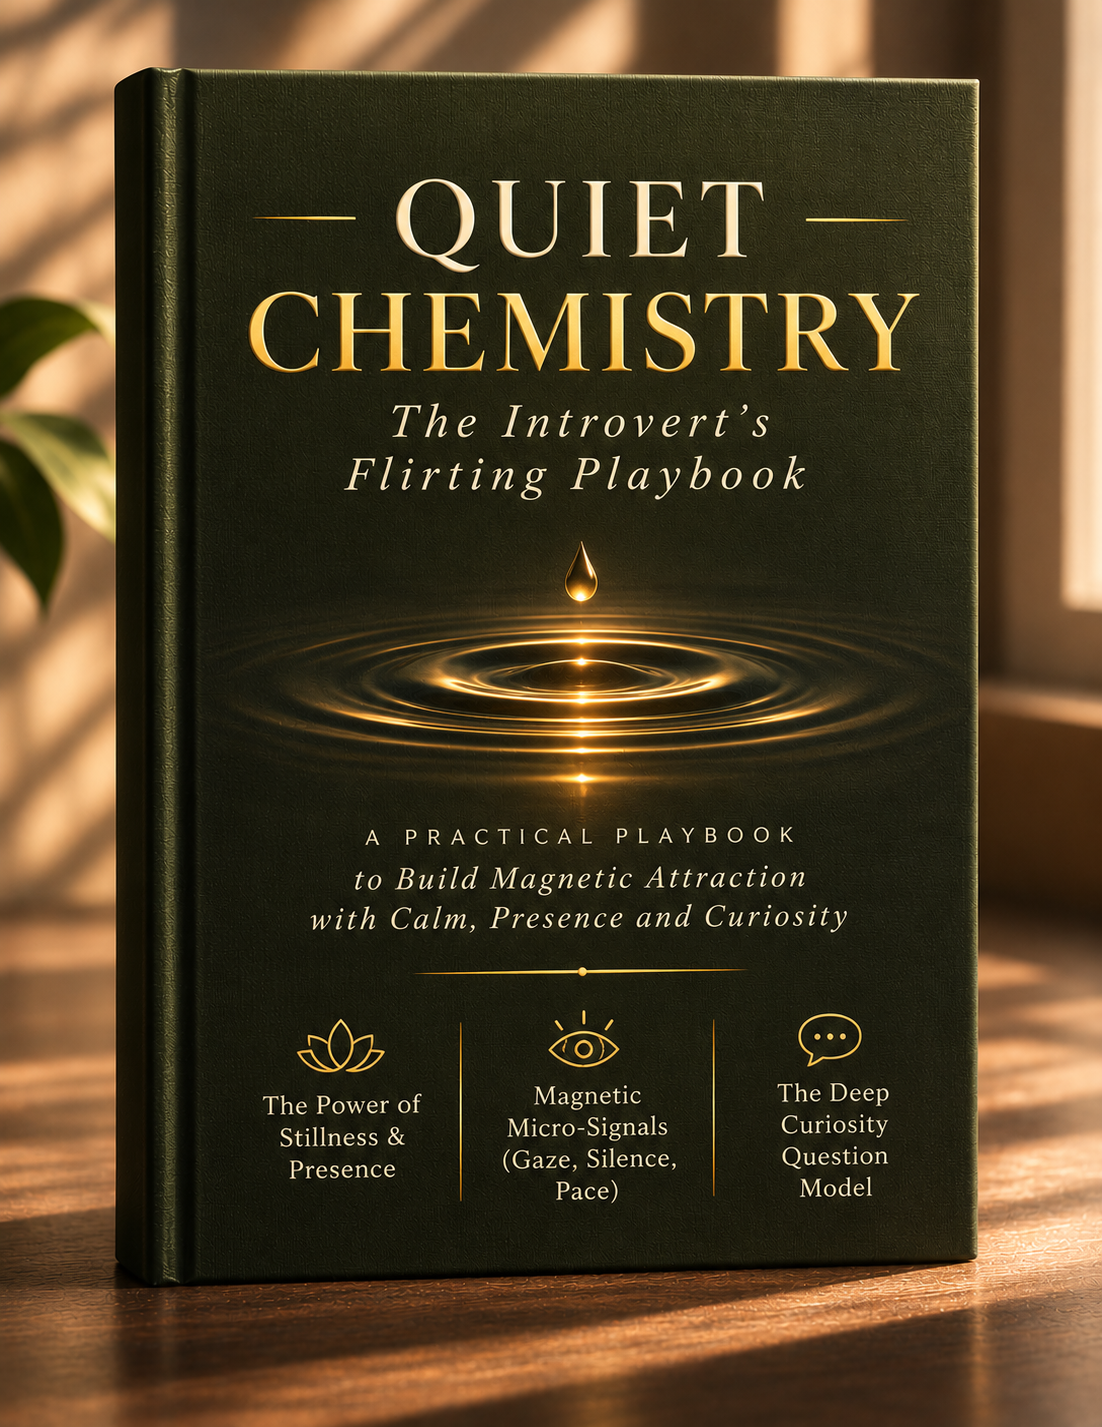 QUIET
CHEMISTRY
The Introvert’s
Flirting Playbook
A PRACTICAL PLAYBOOK
to Build Magnetic Attraction
with Calm, Presence and Curiosity
The Power of
Stillness &
Presence
Magnetic
Micro-Signals
(Gaze, Silence,
Pace)
The Deep
Curiosity
Question
Model